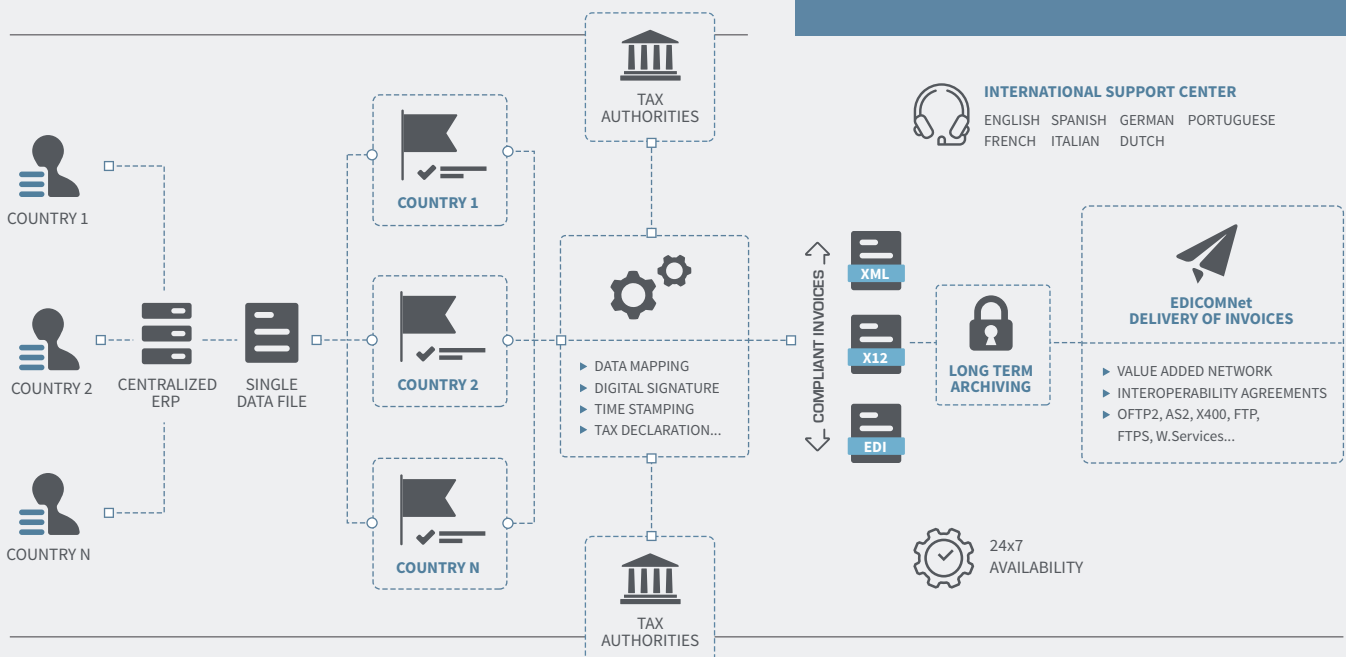 COUNTRY 1
COUNTRY 2
COUNTRY N
CENTRALIZED
ERP
SINGLE
DATA FILE
COUNTRY 1
COUNTRY 2
COUNTRY N
TAX
AUTHORITIES
DATA MAPPING
DIGITAL SIGNATURE
TIME STAMPING
TAX DECLARATION...
TAX
AUTHORITIES
COMPLIANT INVOICES
XML
X12
EDI
INTERNATIONAL SUPPORT CENTER
ENGLISH SPANISH GERMAN PORTUGUESE
FRENCH ITALIAN DUTCH
LONG TERM
ARCHIVING
EDICOMNet
DELIVERY OF INVOICES
VALUE ADDED NETWORK
INTEROPERABILITY AGREEMENTS
OFTP2, AS2, X400, FTP,
FTPS, W.Services...
24x7
AVAILABILITY